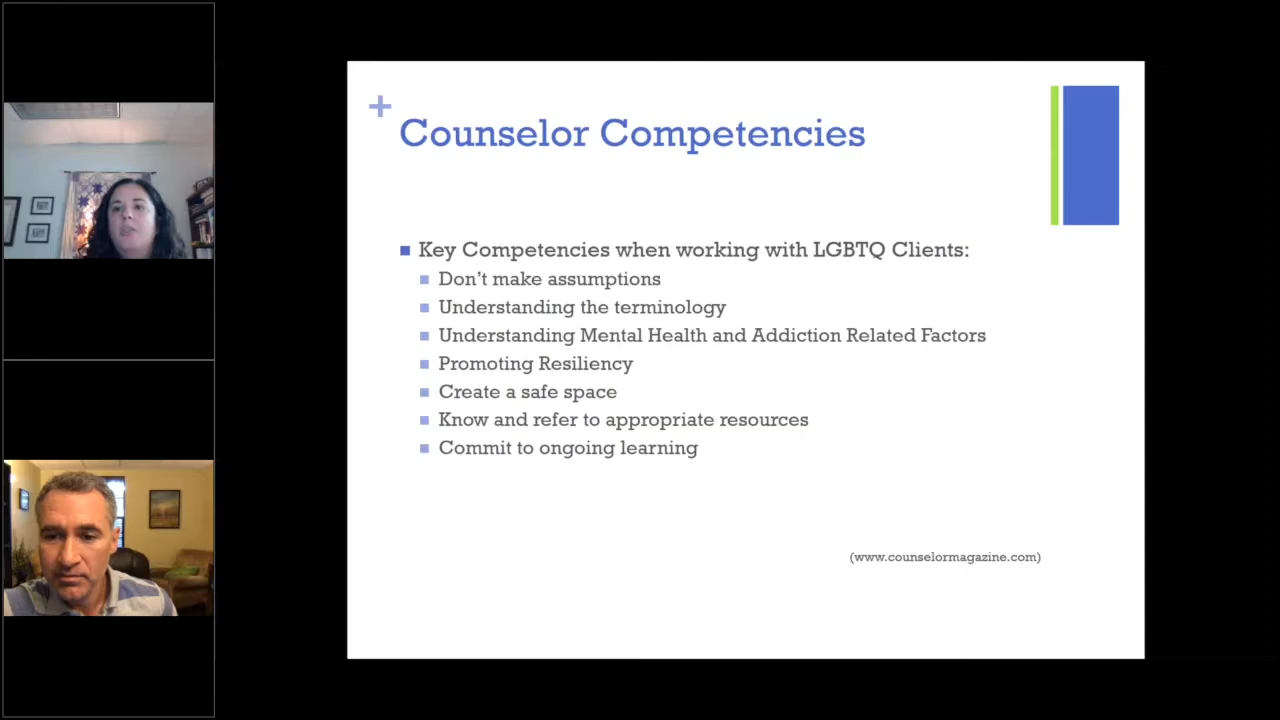 +
Counselor Competencies
Key Competencies when working with LGBTQ Clients:
Don't make assumptions
Understanding the terminology
Understanding Mental Health and Addiction Related Factors
Promoting Resiliency
Create a safe space
Know and refer to appropriate resources
Commit to ongoing learning
(www.counselormagazine.com)